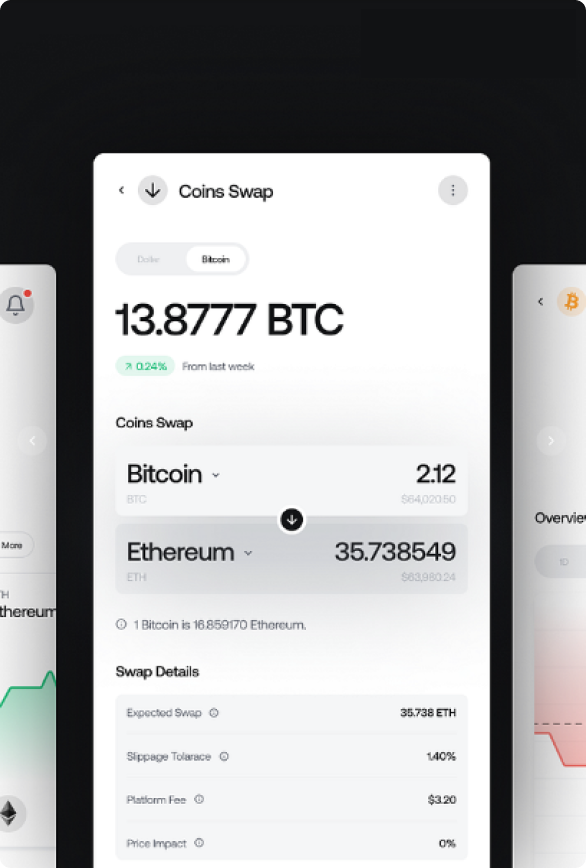 Coins Swap
Dollar
Bitcoin
13.8777 BTC
0.24%
From last week
Coins Swap
Bitcoin
2.12
BTC
$64,020.50
Ethereum
35.738549
ETH
$63,980.24
1 Bitcoin is 16.859170 Ethereum.
Swap Details
Expected Swap
35.738 ETH
Slippage Tolarace
1.40%
Platform Fee
$3.20
Price Impact
0%
More
TH
thereum
Overview
1D